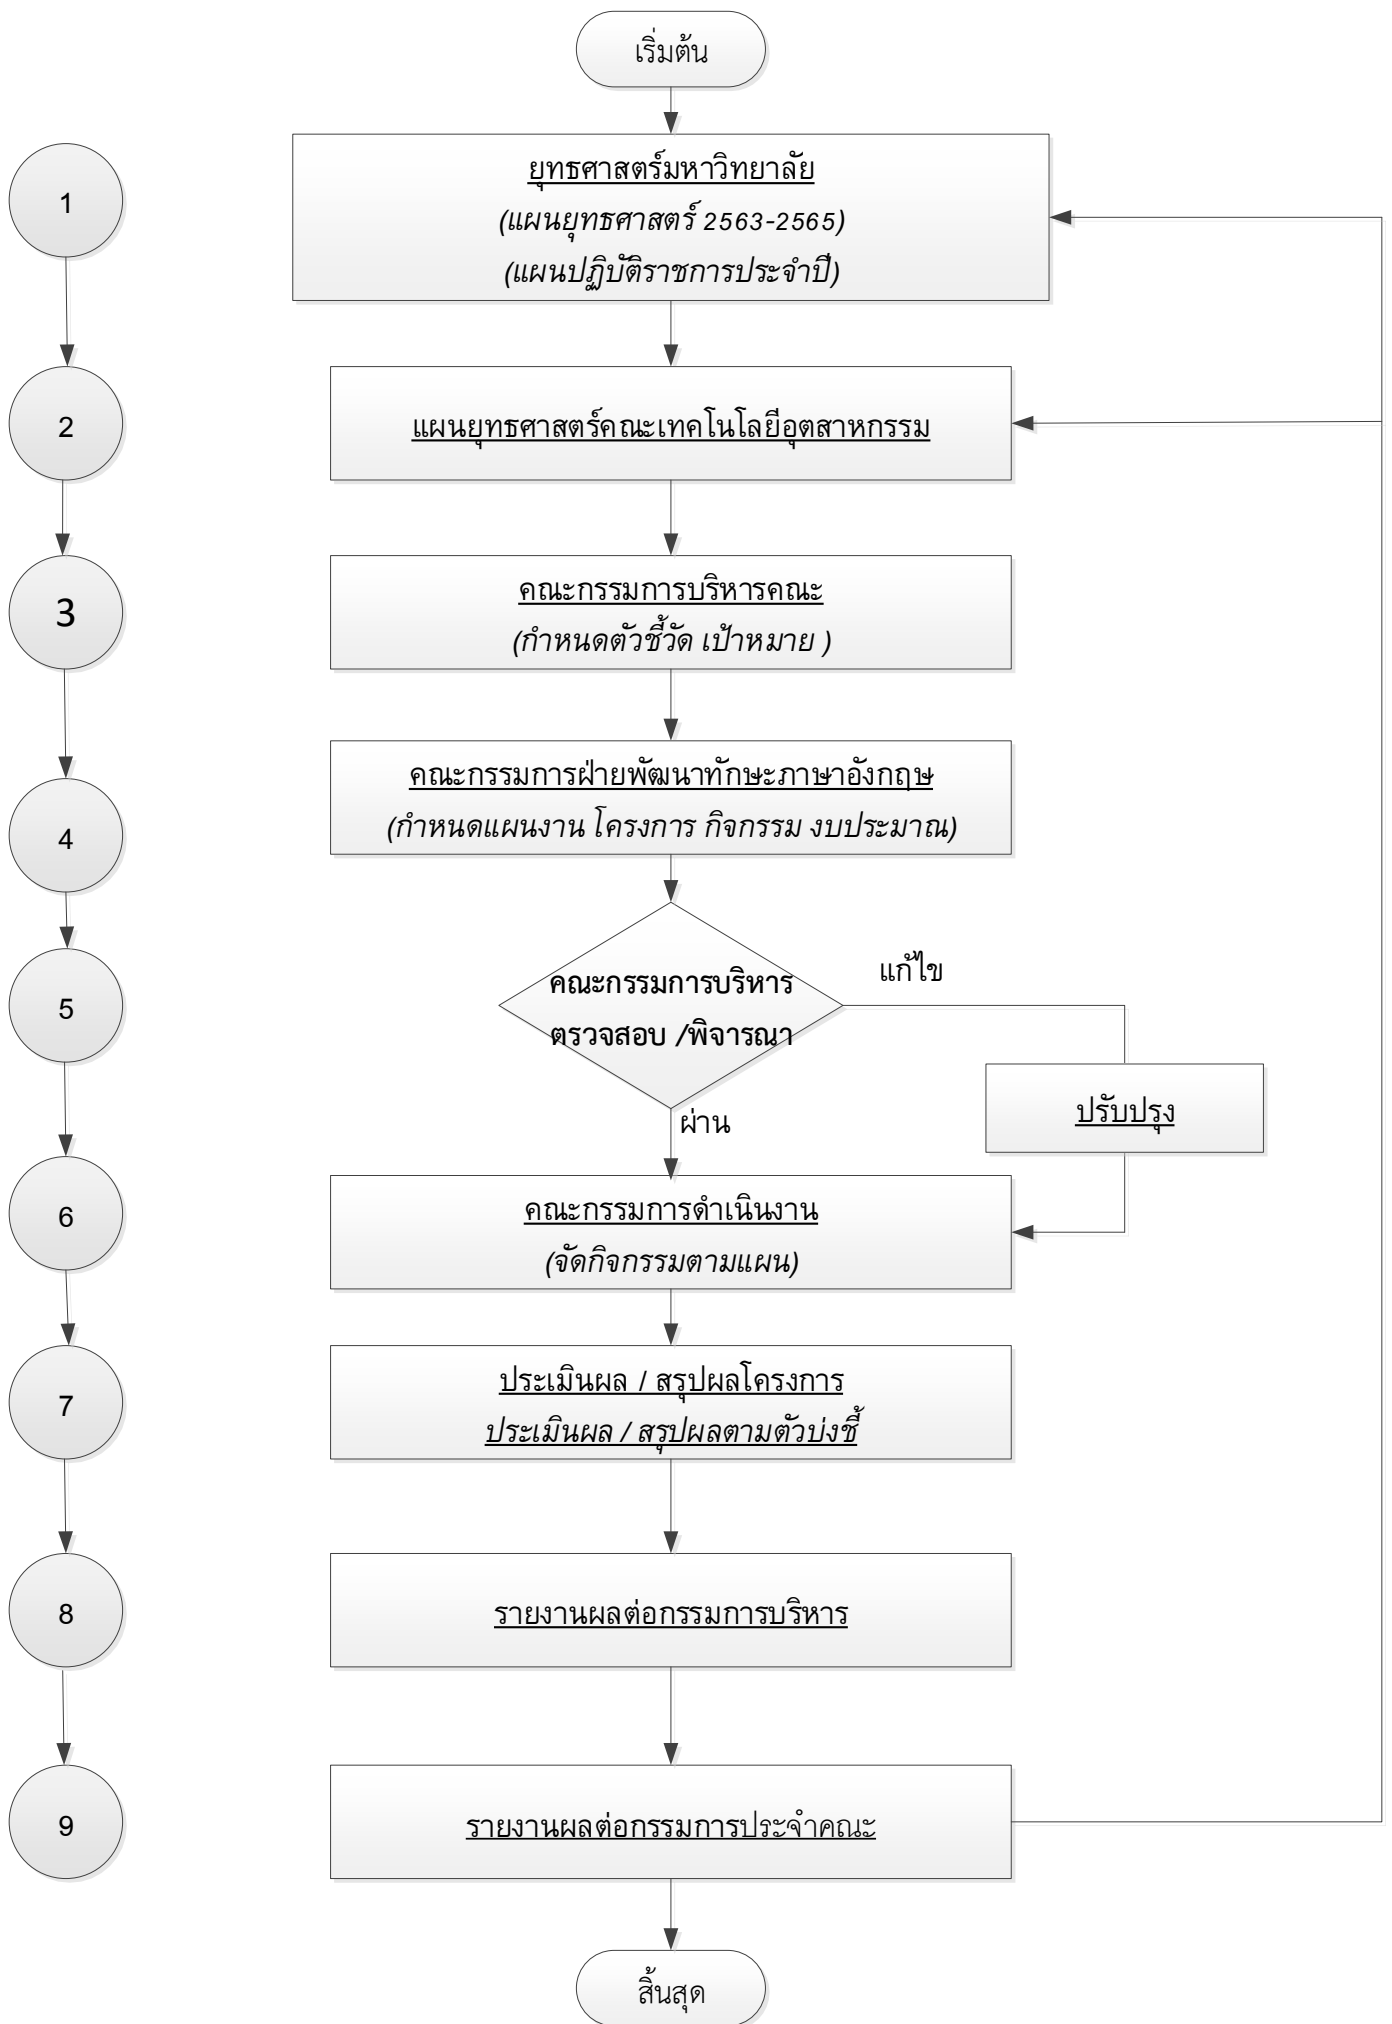 เริ่มต้น
1
ยุทธศาสตร์มหาวิทยาลัย
(แผนยุทธศาสตร์ 2563-2565)
(แผนปฏิบัติราชการประจำปี)
2
แผนยุทธศาสตร์คณะเทคโนโลยีอุตสาหกรรม
3
คณะกรรมการบริหารคณะ
(กำหนดตัวชี้วัด เป้าหมาย )
4
คณะกรรมการฝ่ายพัฒนาทักษะภาษาอังกฤษ
(กำหนดแผนงาน โครงการ กิจกรรม งบประมาณ)
5
คณะกรรมการบริหาร
ตรวจสอบ /พิจารณา
แก้ไข
ปรับปรุง
ผ่าน
6
คณะกรรมการดำเนินงาน
(จัดกิจกรรมตามแผน)
7
ประเมินผล / สรุปผลโครงการ
ประเมินผล / สรุปผลตามตัวบ่งชี้
8
รายงานผลต่อกรรมการบริหาร
9
รายงานผลต่อกรรมการประจำคณะ
สิ้นสุด